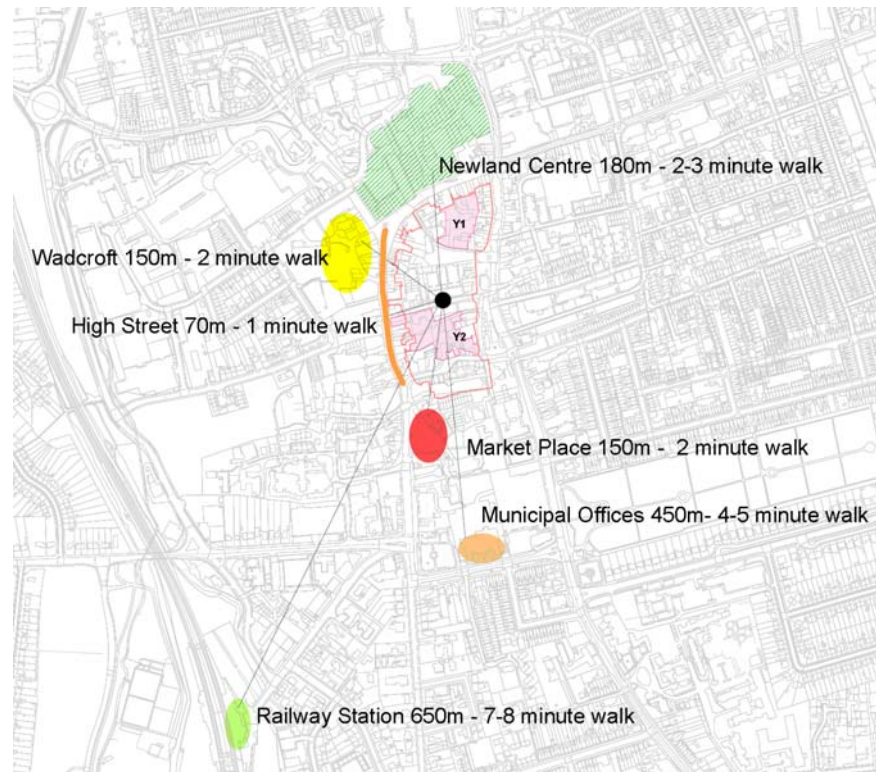 Newland Centre 180m - 2-3 minute walk
Y1
Wadcroft 150m - 2 minute walk
High Street 70m - 1 minute walk
Y2
Market Place 150m - 2 minute walk
Municipal Offices 450m- 4-5 minute walk
Railway Station 650m - 7-8 minute walk